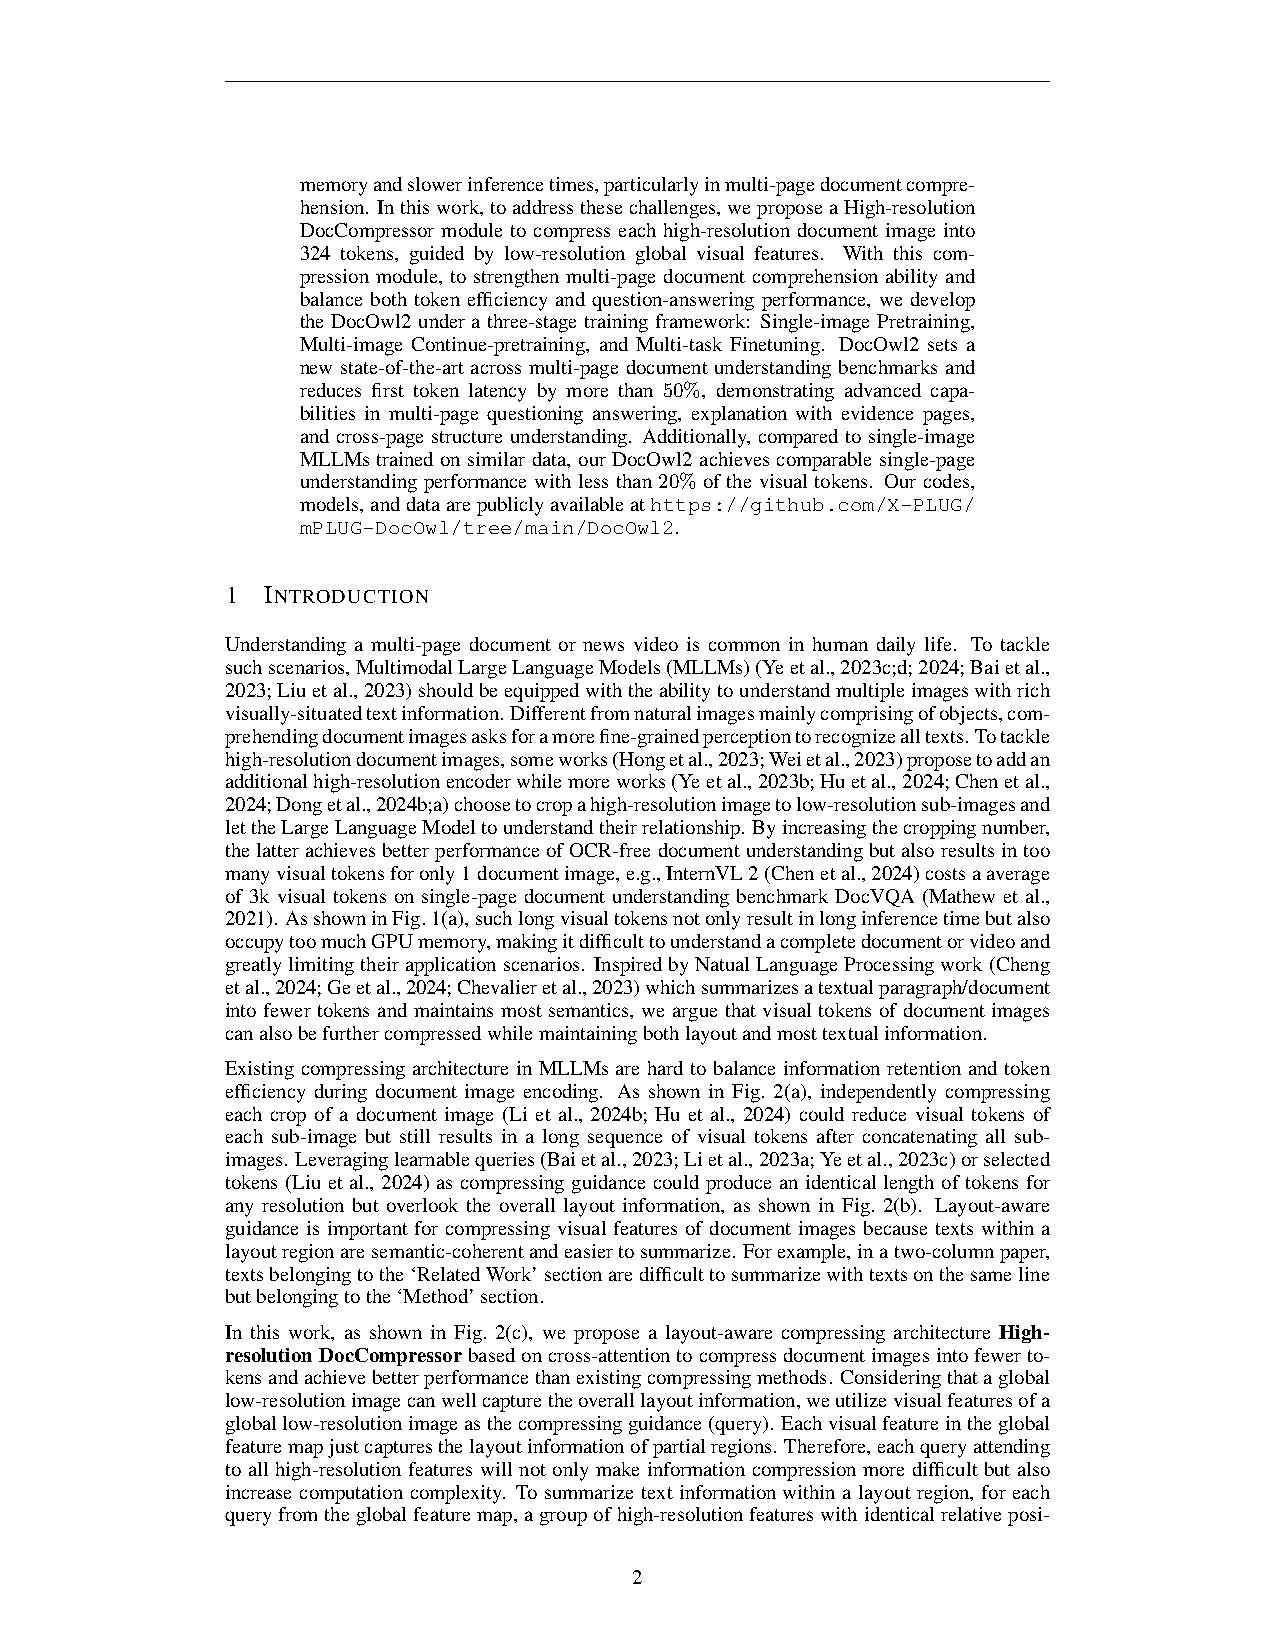 memory and slower inference times, particularly in multi-page document compre-
hension. In this work, to address these challenges, we propose a High-resolution
DocCompressor module to compress each high-resolution document image into
324 tokens, guided by low-resolution global visual features. With this com-
pression module, to strengthen multi-page document comprehension ability and
balance both token efficiency and question-answering performance, we develop
the DocOwl2 under a three-stage training framework: Single-image Pretraining,
Multi-image Continue-pretraining, and Multi-task Finetuning. DocOwl2 sets a
new state-of-the-art across multi-page document understanding benchmarks and
reduces first token latency by more than 50%, demonstrating advanced capa-
bilities in multi-page questioning answering, explanation with evidence pages,
and cross-page structure understanding. Additionally, compared to single-image
MLLMs trained on similar data, our DocOwl2 achieves comparable single-page
understanding performance with less than 20% of the visual tokens. Our codes,
models, and data are publicly available at https://github.com/X-PLUG/
mPLUG-DocOwl/tree/main/DocOwl2.
1 INTRODUCTION
Understanding a multi-page document or news video is common in human daily life. To tackle
such scenarios, Multimodal Large Language Models (MLLMs) (Ye et al., 2023c;d; 2024; Bai et al.,
2023; Liu et al., 2023) should be equipped with the ability to understand multiple images with rich
visually-situated text information. Different from natural images mainly comprising of objects, com-
prehending document images asks for a more fine-grained perception to recognize all texts. To tackle
high-resolution document images, some works (Hong et al., 2023; Wei et al., 2023) propose to add an
additional high-resolution encoder while more works (Ye et al., 2023b; Hu et al., 2024; Chen et al.,
2024; Dong et al., 2024b;a) choose to crop a high-resolution image to low-resolution sub-images and
let the Large Language Model to understand their relationship. By increasing the cropping number,
the latter achieves better performance of OCR-free document understanding but also results in too
many visual tokens for only 1 document image, e.g., InternVL 2 (Chen et al., 2024) costs a average
of 3k visual tokens on single-page document understanding benchmark DocVQA (Mathew et al.,
2021). As shown in Fig. 1(a), such long visual tokens not only result in long inference time but also
occupy too much GPU memory, making it difficult to understand a complete document or video and
greatly limiting their application scenarios. Inspired by Natual Language Processing work (Cheng
et al., 2024; Ge et al., 2024; Chevalier et al., 2023) which summarizes a textual paragraph/document
into fewer tokens and maintains most semantics, we argue that visual tokens of document images
can also be further compressed while maintaining both layout and most textual information.
Existing compressing architecture in MLLMs are hard to balance information retention and token
efficiency during document image encoding. As shown in Fig. 2(a), independently compressing
each crop of a document image (Li et al., 2024b; Hu et al., 2024) could reduce visual tokens of
each sub-image but still results in a long sequence of visual tokens after concatenating all sub-
images. Leveraging learnable queries (Bai et al., 2023; Li et al., 2023a; Ye et al., 2023c) or selected
tokens (Liu et al., 2024) as compressing guidance could produce an identical length of tokens for
any resolution but overlook the overall layout information, as shown in Fig. 2(b). Layout-aware
guidance is important for compressing visual features of document images because texts within a
layout region are semantic-coherent and easier to summarize. For example, in a two-column paper,
texts belonging to the ‘Related Work’ section are difficult to summarize with texts on the same line
but belonging to the ‘Method’ section.
In this work, as shown in Fig. 2(c), we propose a layout-aware compressing architecture High-
resolution DocCompressor based on cross-attention to compress document images into fewer to-
kens and achieve better performance than existing compressing methods. Considering that a global
low-resolution image can well capture the overall layout information, we utilize visual features of a
global low-resolution image as the compressing guidance (query). Each visual feature in the global
feature map just captures the layout information of partial regions. Therefore, each query attending
to all high-resolution features will not only make information compression more difficult but also
increase computation complexity. To summarize text information within a layout region, for each
query from the global feature map, a group of high-resolution features with identical relative posi-
2